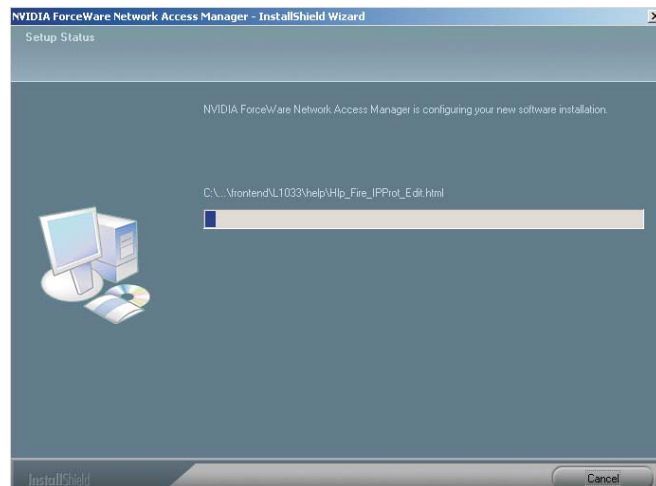 NVIDIA ForceWare Network Access Manager - InstallShield Wizard
Setup Status
NVIDIA ForceWare Network Access Manager is configuring your new software installation.
C:\...\frontend\L1033\help\Hlp_Fire_IPProt_Edit.html
InstallShield
Cancel